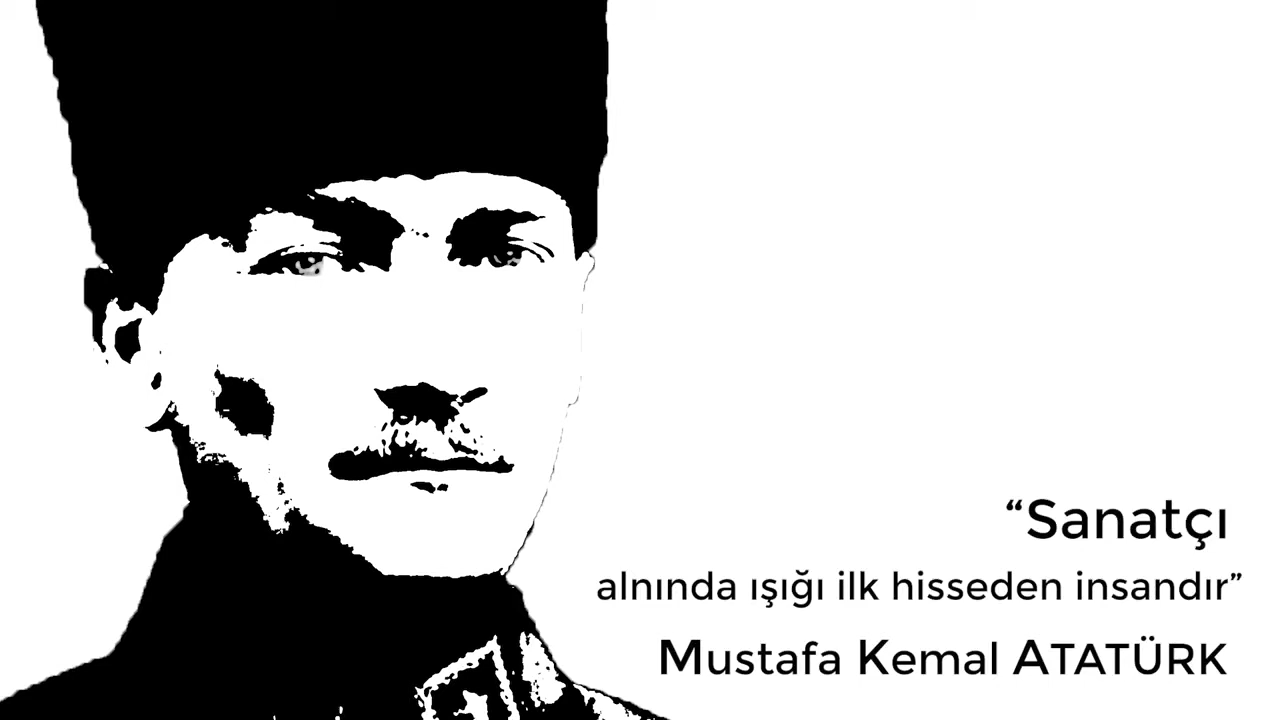 “Sanatçı
alnında ışığı ilk hisseden insandır”
Mustafa Kemal ATATÜRK